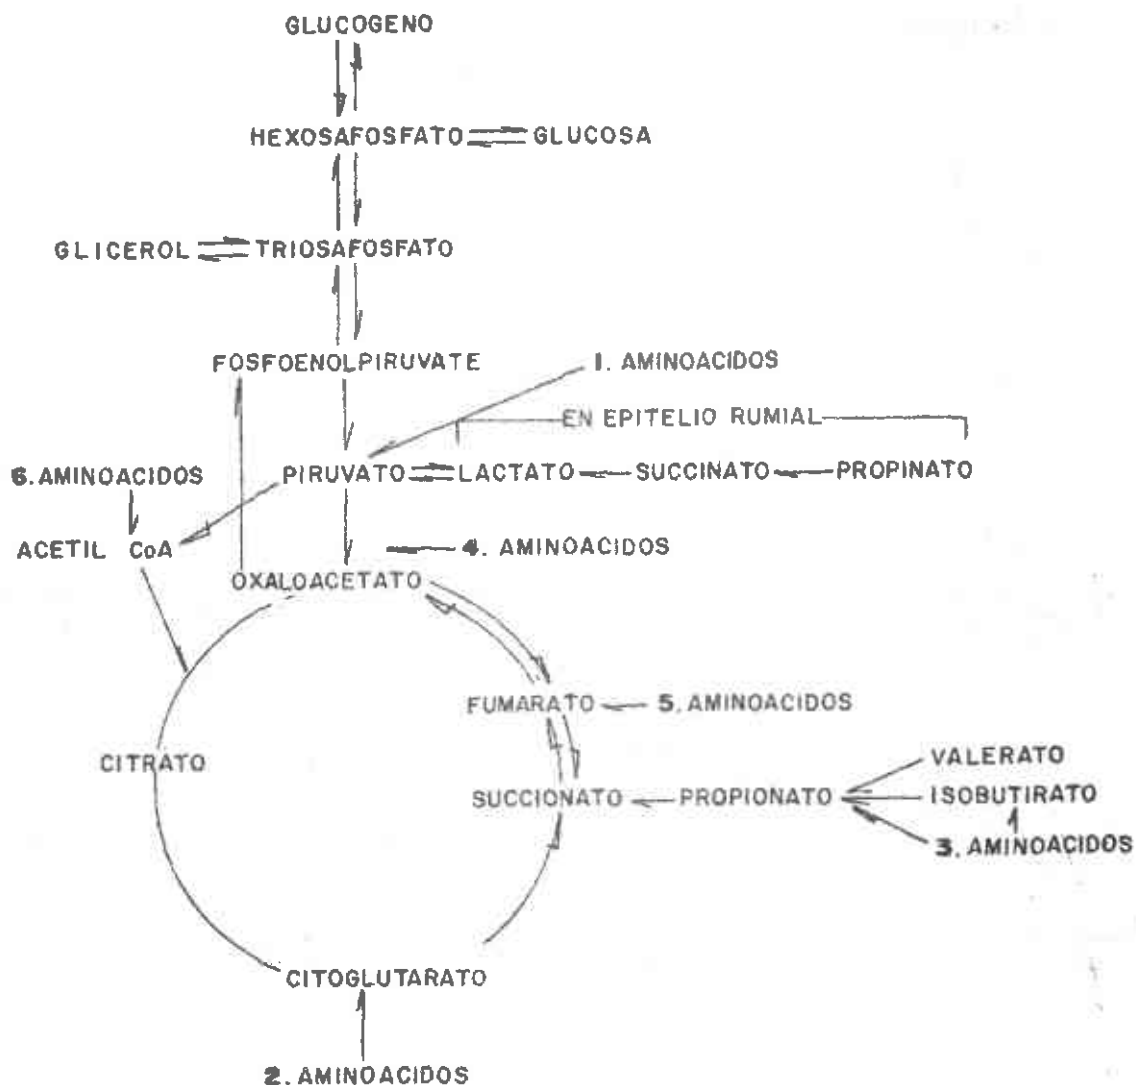 GLUCOGENO
HEXOSAFOSFATO GLUCOSA
GLICEROL TRIOSAFOSFATO
FOSFOENOLPIRUVATE
1. AMINOACIDOS
EN EPITELIO RUMIAL
6. AMINOACIDOS
PIRUVATO LACTATO SUCCINATO PROPINATO
ACETIL CoA
4. AMINOACIDOS
OXALOACETATO
FUMARATO 5. AMINOACIDOS
CITRATO
VALERATO
SUCCIONATO PROPIONATO ISOBUTIRATO
3. AMINOACIDOS
CITOGLUTARATO
2. AMINOACIDOS